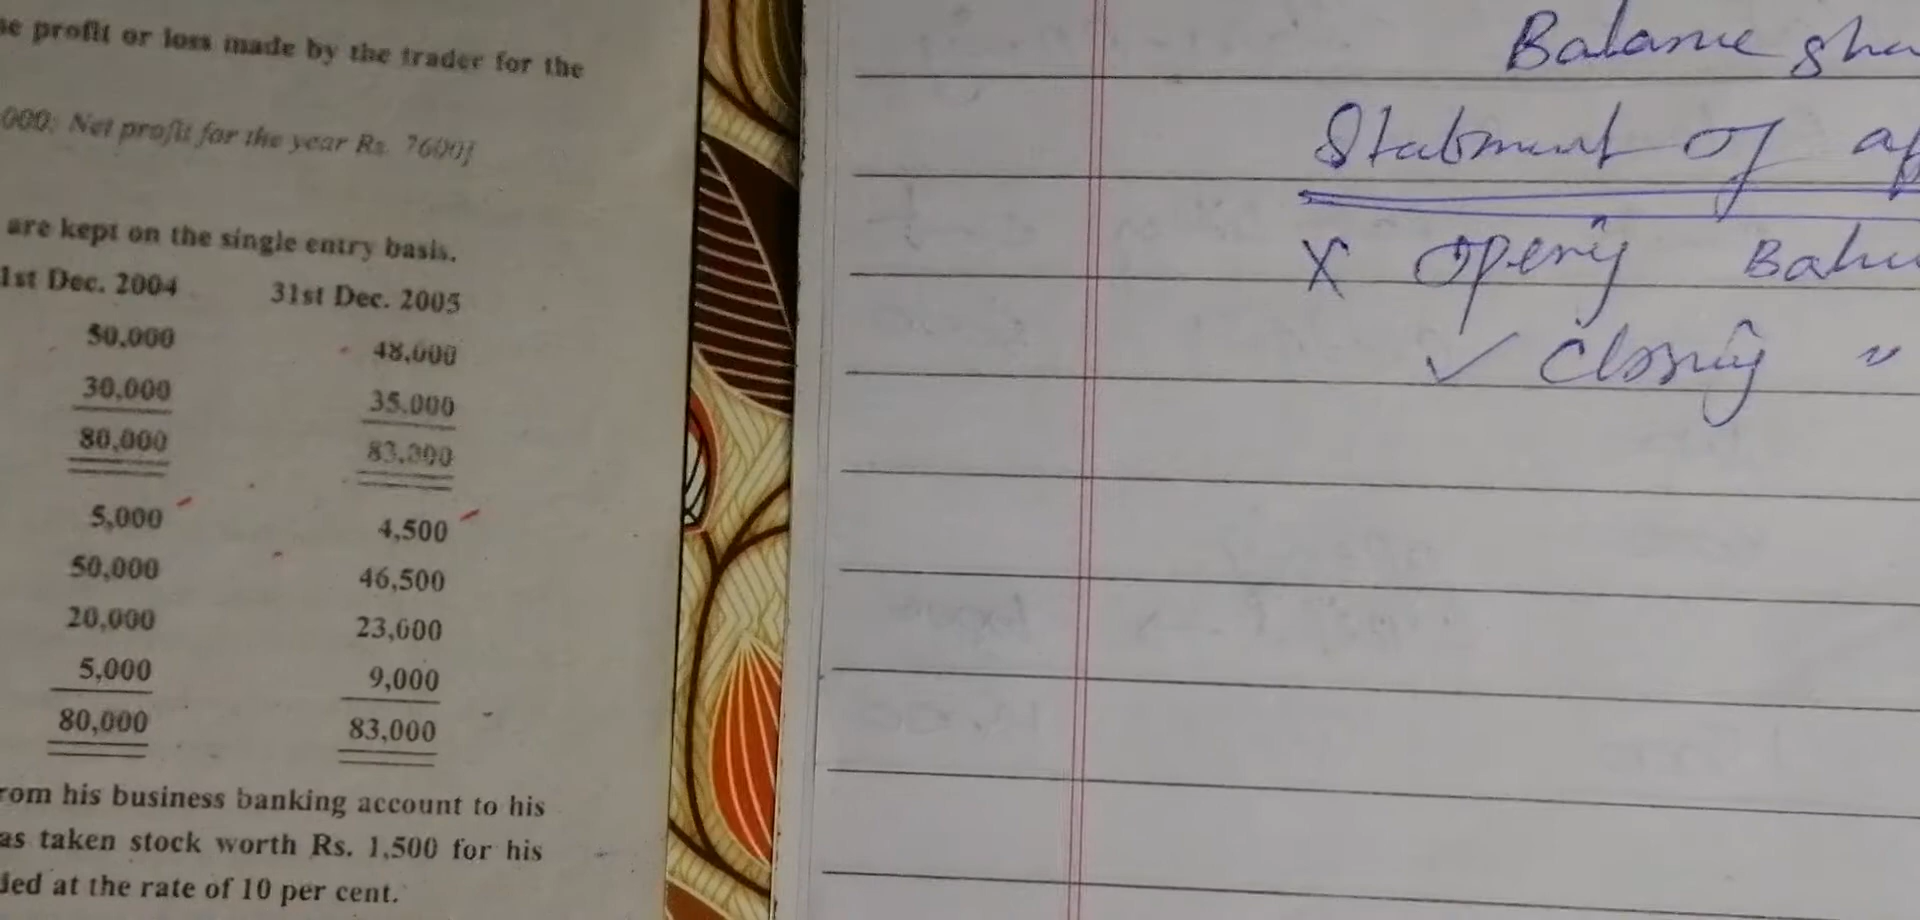 profit or loss made by the trader for the
000; Net profit for the year Rs. 7600]
are kept on the single entry basis.
1st Dec. 2004 31st Dec. 2005
50,000 48,000
30,000 35,000
80,000 83,000
5,000 4,500
50,000 46,500
20,000 23,000
5,000 9,000
80,000 83,000
rom his business banking account to his
as taken stock worth Rs. 1,500 for his
ded at the rate of 10 per cent.
Balance
Statment of
X Opening
✓ Closing "